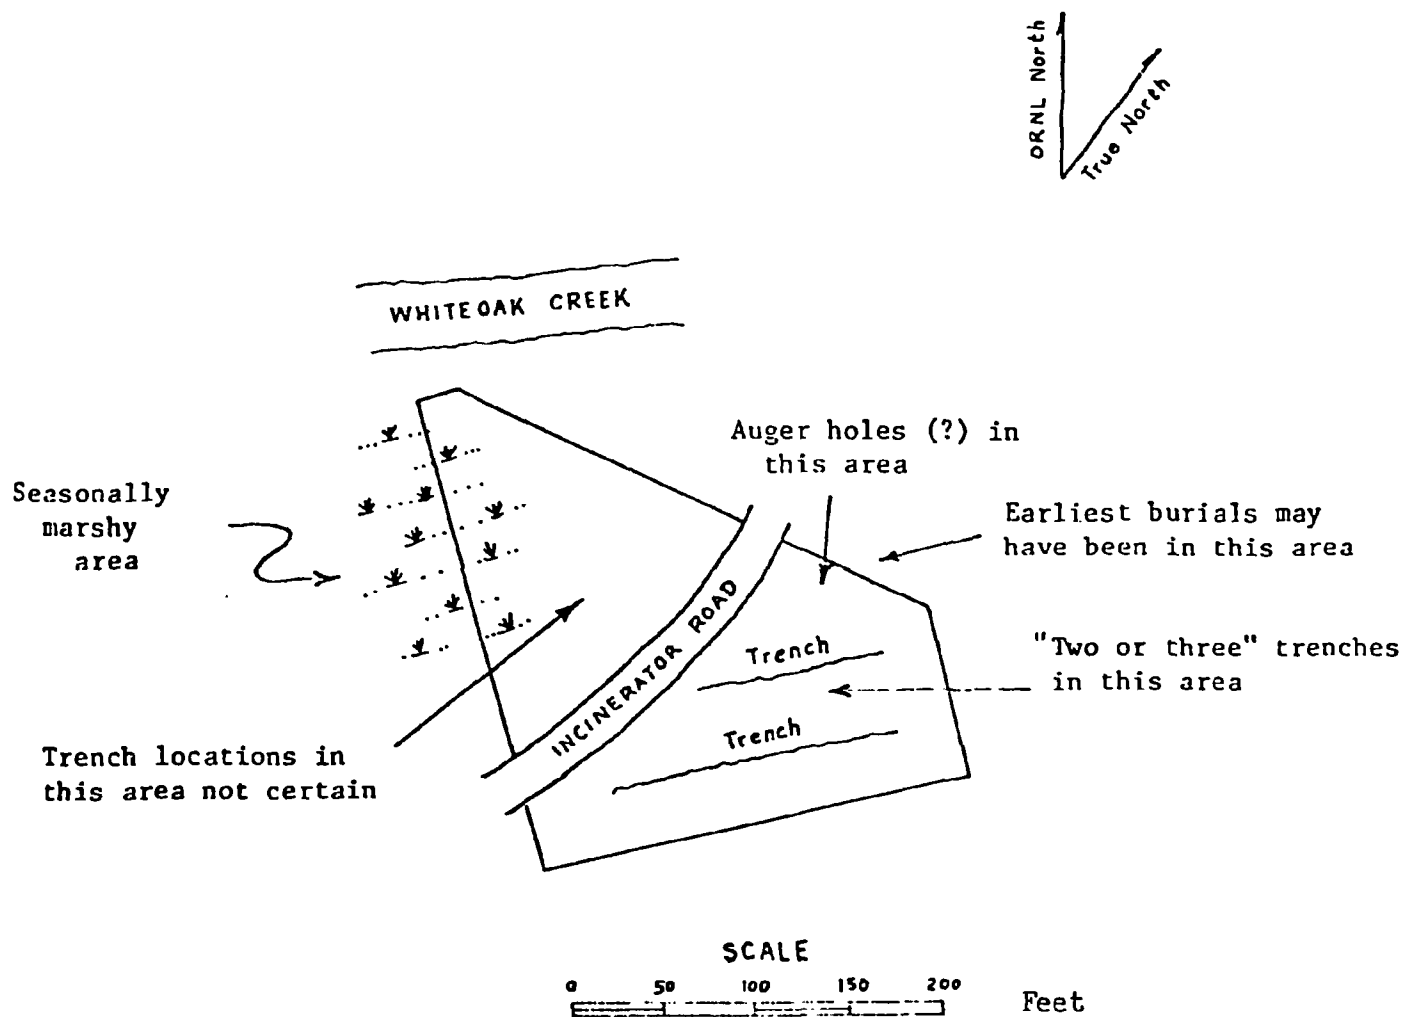 ORNL North
True North
WHITEOAK CREEK
Auger holes (?) in
this area
Seasonally
marshy
area
Earliest burials may
have been in this area
INCINERATOR ROAD
Trench
"Two or three" trenches
in this area
Trench
Trench locations in
this area not certain
SCALE
0 50 100 150 200
Feet